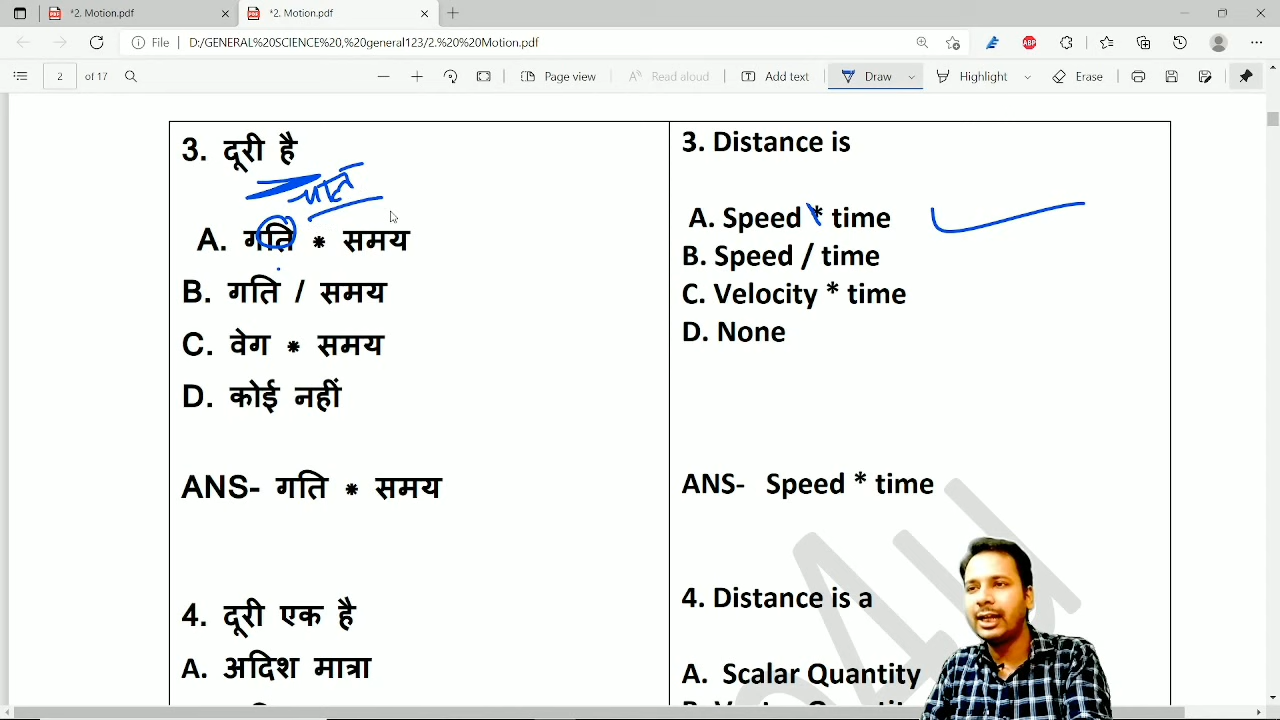 *2. Motion.pdf
*2. Motion.pdf
File D:/GENERAL%20SCIENCE%20,%20general123/2.%20%20Motion.pdf
ABP
2 of 17
Page view
Read aloud
Add text
Draw
Highlight
Erase
3. दूरी है
A. गति * समय
B. गति / समय
C. वेग * समय
D. कोई नहीं
ANS- गति * समय
4. दूरी एक है
A. अदिश मात्रा
3. Distance is
A. Speed * time
B. Speed / time
C. Velocity * time
D. None
ANS- Speed * time
4. Distance is a
A. Scalar Quantity